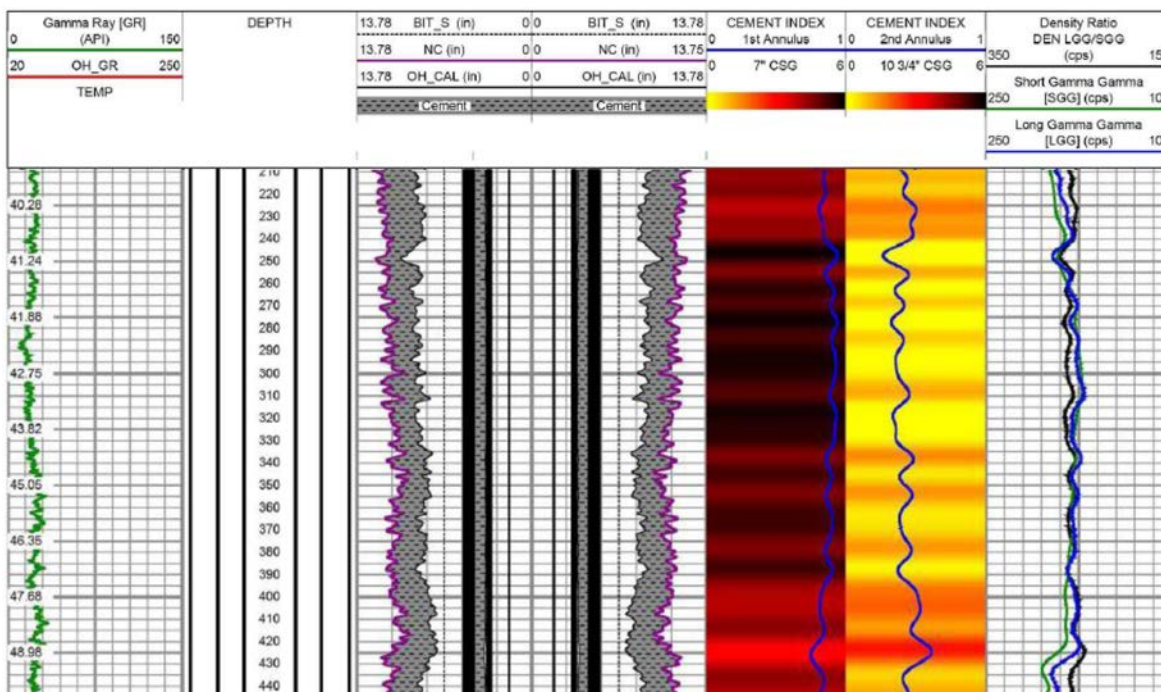 Gamma Ray [GR]
0 (API) 150
20 OH_GR 250
TEMP
DEPTH
13.78 BIT_S (in) 0
13.78 NC (in) 0
13.78 OH_CAL (in) 0
Cement
0 BIT_S (in) 13.78
0 NC (in) 13.75
0 OH_CAL (in) 13.78
Cement
CEMENT INDEX
0 1st Annulus 1
0 7" CSG 6
CEMENT INDEX
0 2nd Annulus 1
0 10 3/4" CSG 6
Density Ratio
DEN LGG/SGG
350 (cps) 15
Short Gamma Gamma
250 [SGG] (cps) 10
Long Gamma Gamma
250 [LGG] (cps) 10
210
40.28
220
230
240
41.24
250
260
270
41.88
280
290
42.75
300
310
43.82
320
330
340
45.05
350
360
46.35
370
380
390
47.68
400
410
420
48.98
430
440